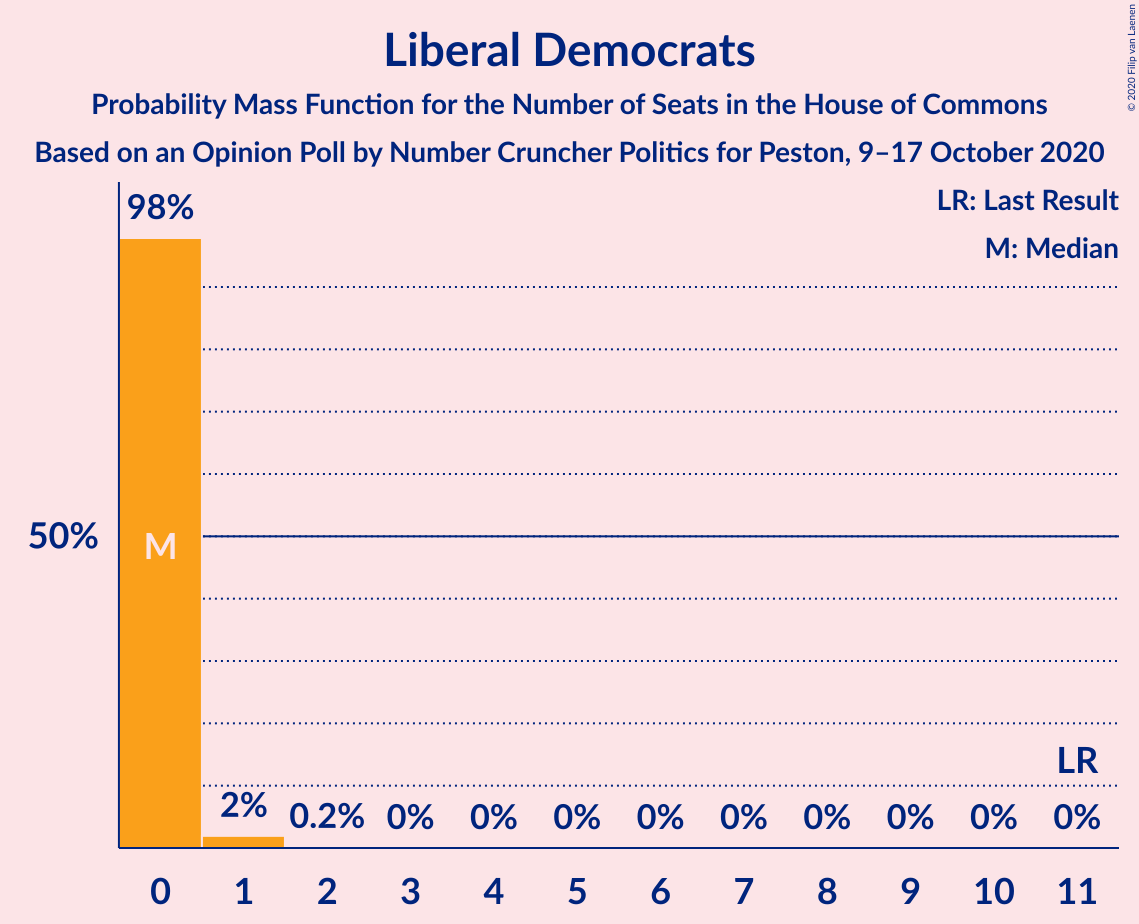 © 2020 Filip van Laenen
Liberal Democrats
Probability Mass Function for the Number of Seats in the House of Commons
Based on an Opinion Poll by Number Cruncher Politics for Peston, 9–17 October 2020
LR: Last Result
M: Median
98%
50%
M
LR
2% 0.2% 0% 0% 0% 0% 0% 0% 0% 0% 0%
0 1 2 3 4 5 6 7 8 9 10 11